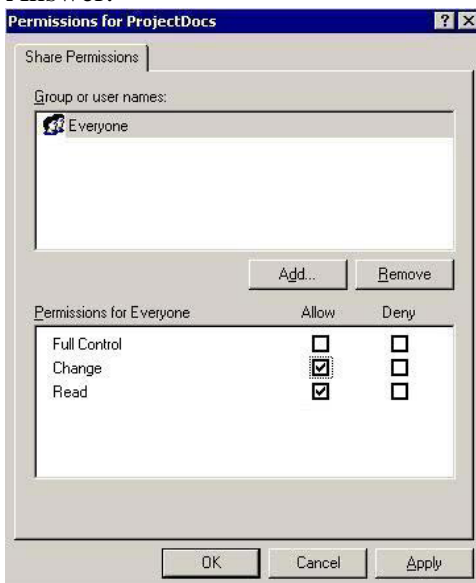 Permissions for ProjectDocs
Share Permissions
Group or user names:
Everyone
Add... Remove
Permissions for Everyone Allow Deny
Full Control
Change
Read
OK Cancel Apply